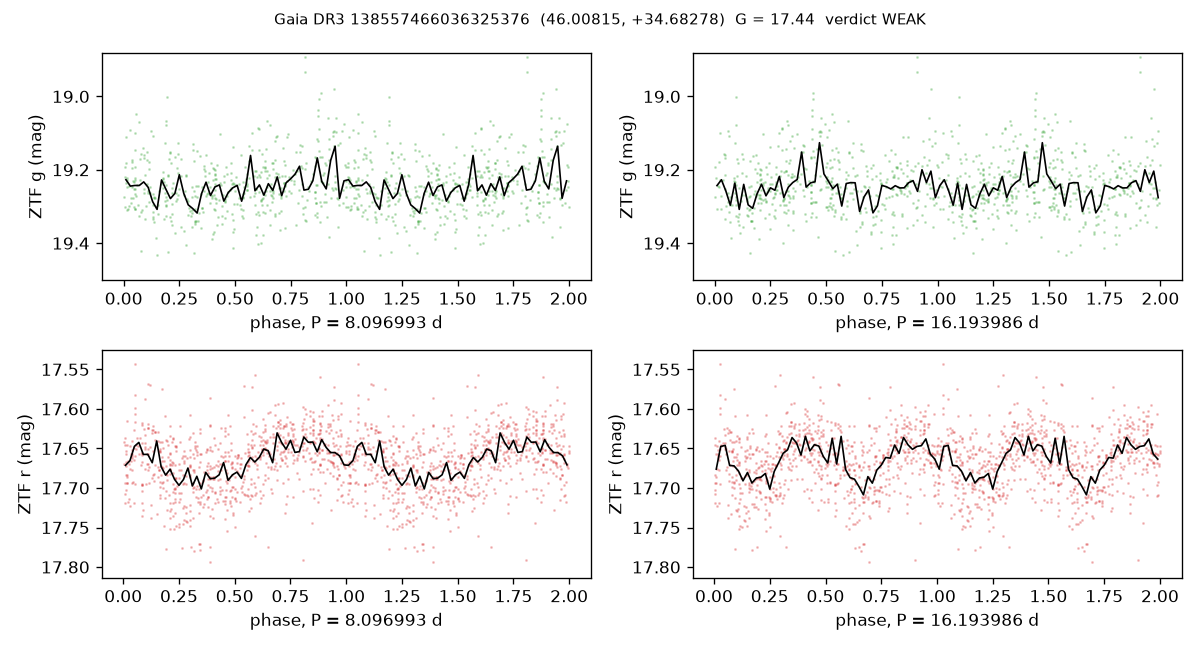 Gaia DR3 138557466036325376 (46.00815, +34.68278) G = 17.44 verdict WEAK
ZTF g (mag)
19.0
19.2
19.4
0.00 0.25 0.50 0.75 1.00 1.25 1.50 1.75 2.00
phase, P = 8.096993 d
ZTF g (mag)
19.0
19.2
19.4
0.00 0.25 0.50 0.75 1.00 1.25 1.50 1.75 2.00
phase, P = 16.193986 d
ZTF r (mag)
17.55
17.60
17.65
17.70
17.75
17.80
0.00 0.25 0.50 0.75 1.00 1.25 1.50 1.75 2.00
phase, P = 8.096993 d
ZTF r (mag)
17.55
17.60
17.65
17.70
17.75
17.80
0.00 0.25 0.50 0.75 1.00 1.25 1.50 1.75 2.00
phase, P = 16.193986 d